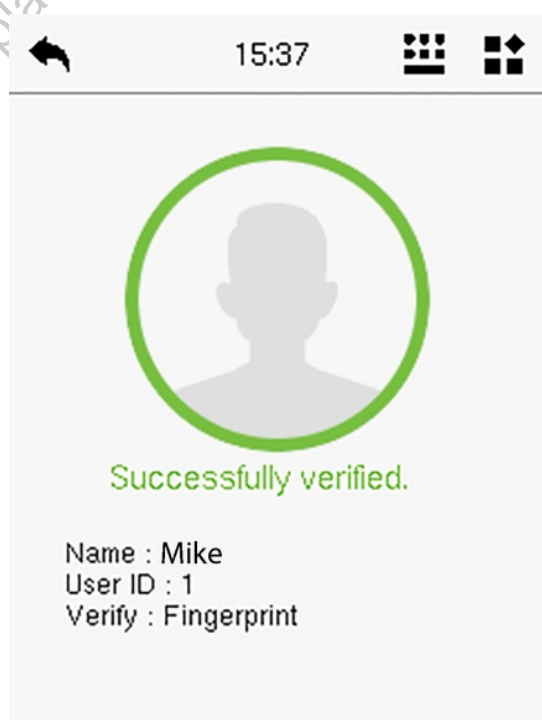 15:37
Successfully verified.
Name : Mike
User ID : 1
Verify : Fingerprint